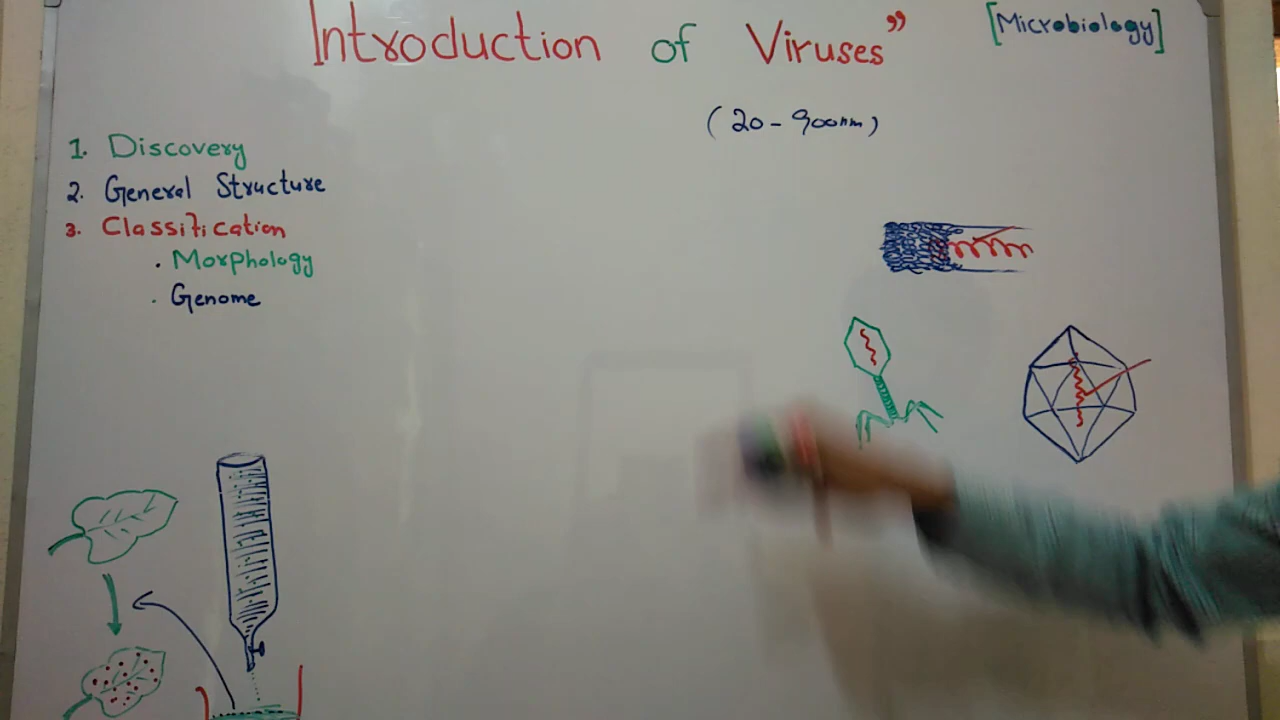 Introduction of Viruses”
[Microbiology]
(20-900nm)
1. Discovery
2. General Structure
3. Classification
. Morphology
. Genome